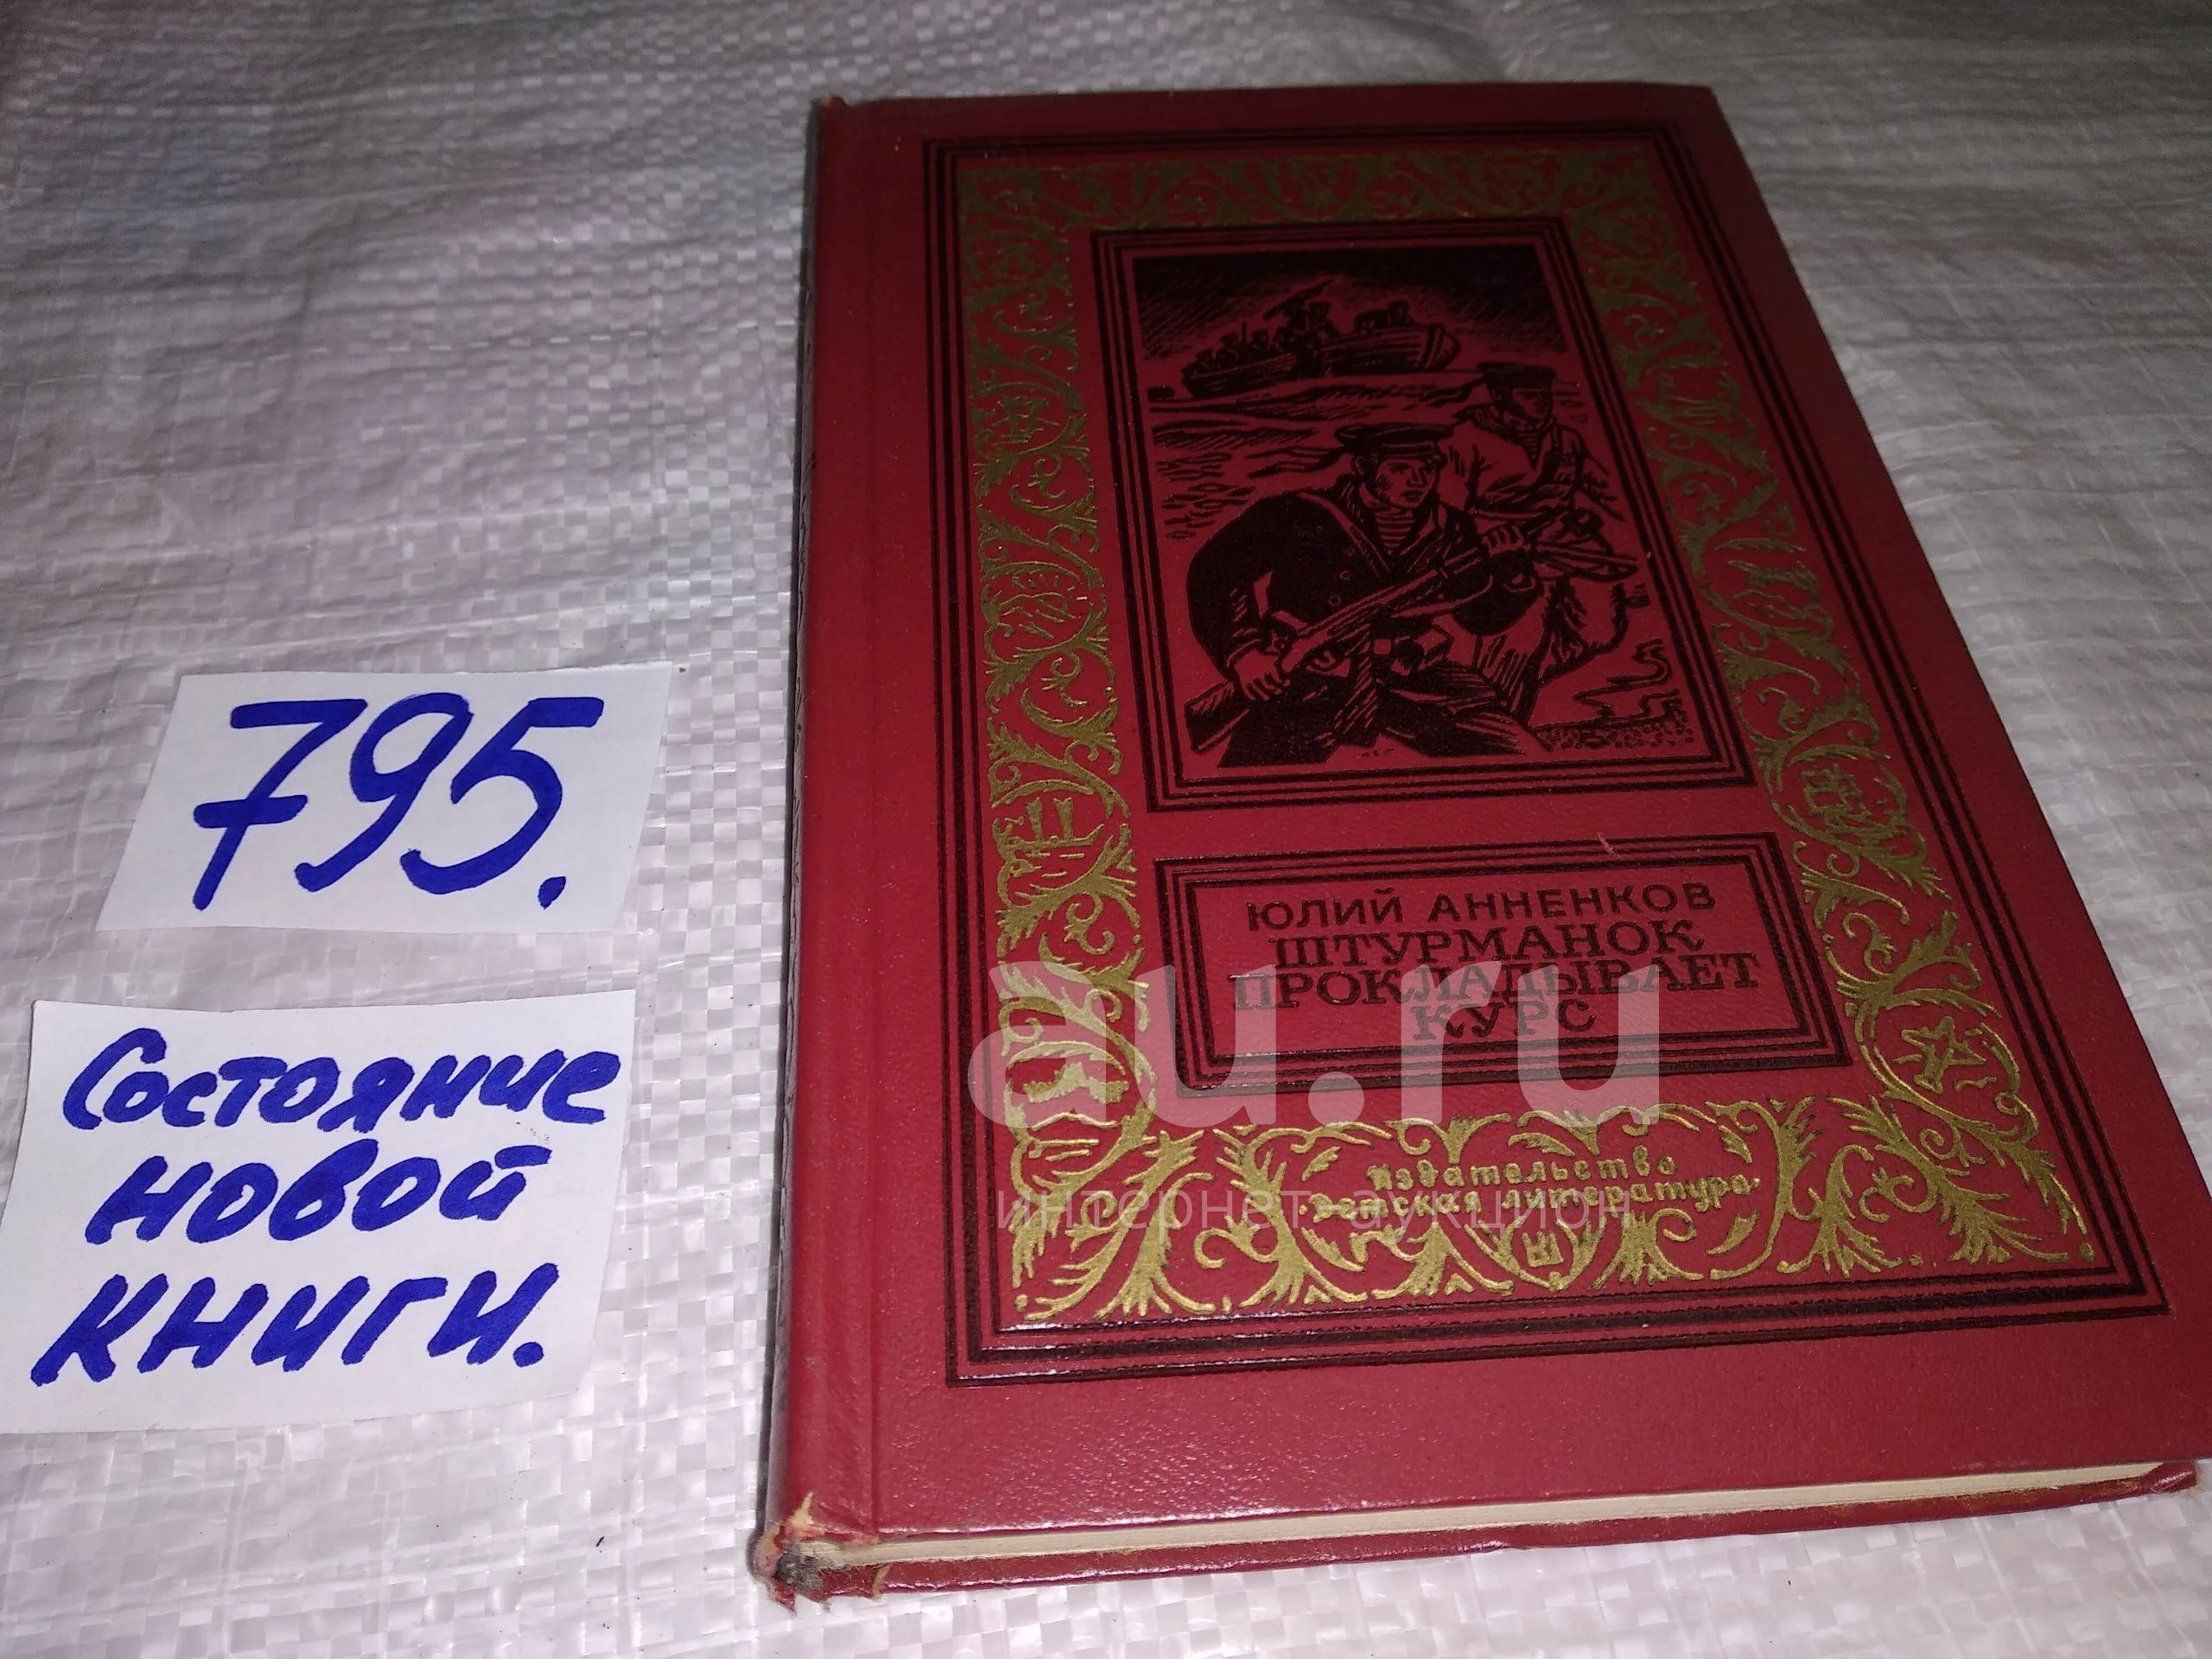 795.
Состояние
новой
книги.
ЮЛИЙ АННЕНКОВ
ШТУРМАНОК
ПРОКЛАДЫВАЕТ
КУРС
Издательство
"Детская литература"
au.ru
интернет аукцион